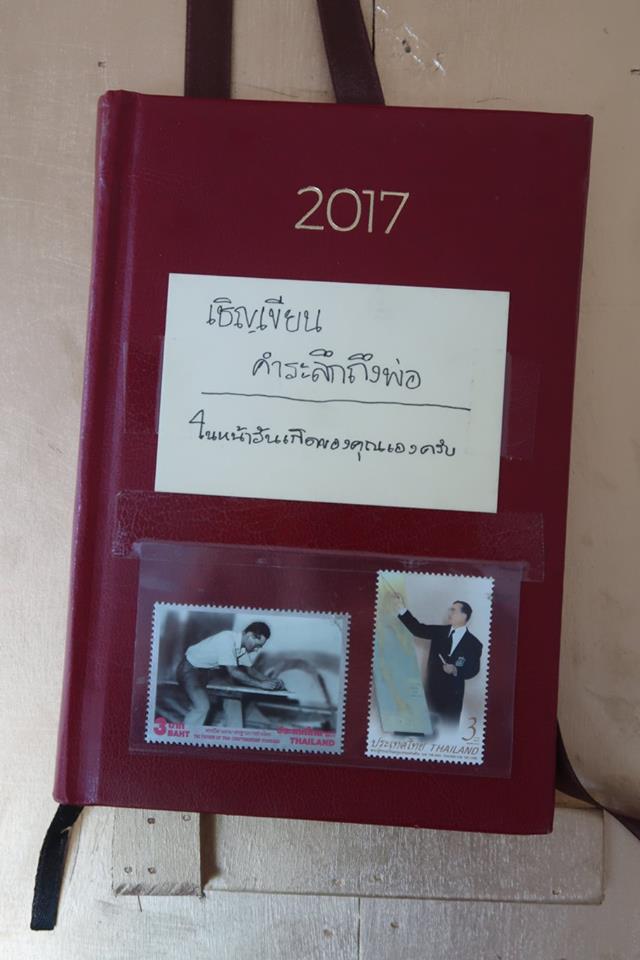 2017
เชิญเขียน
คำระลึกถึงพ่อ
ในหน้าวันเกิดของคุณเองครับ
3 บาท
BAHT
THAILAND
3
ประเทศไทย THAILAND